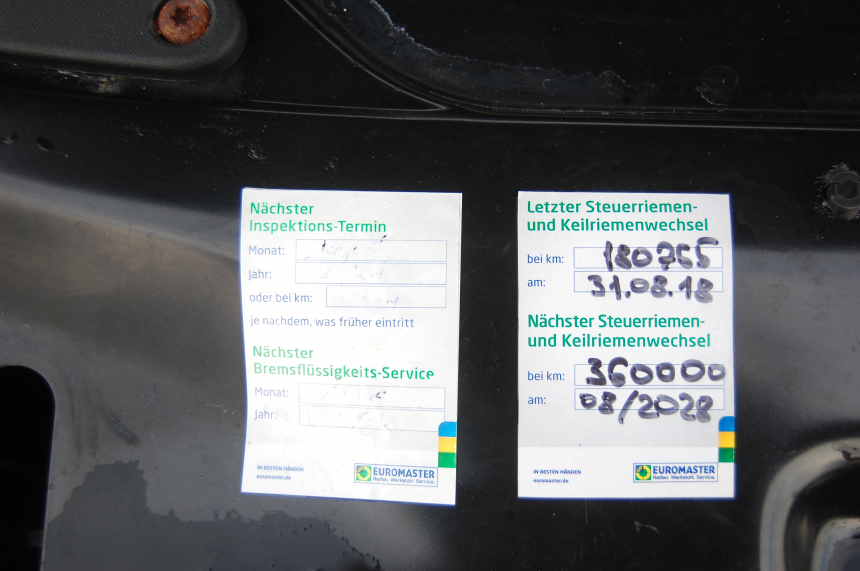 Nächster
Inspektions-Termin
Monat:
Jahr:
oder bei km:
je nachdem, was früher eintritt
Nächster
Bremsflüssigkeits-Service
Monat:
Jahr:
IN BESTEN HÄNDEN
euromaster.de
EUROMASTER
Reifen. Werkstatt. Service.
Letzter Steuerriemen-
und Keilriemenwechsel
bei km: 180765
am: 31.08.18
Nächster Steuerriemen-
und Keilriemenwechsel
bei km: 360000
am: 08/2028
IN BESTEN HÄNDEN
euromaster.de
EUROMASTER
Reifen. Werkstatt. Service.